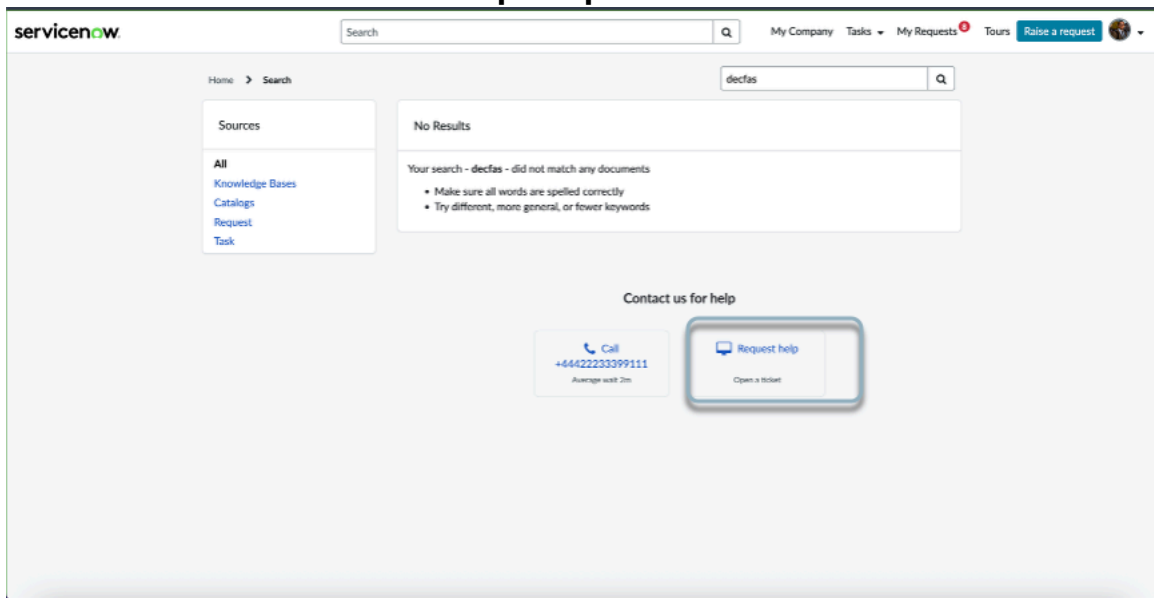 servicenow.
Search
My Company Tasks My Requests 8 Tours Raise a request
Home > Search
decfas
Sources
All
Knowledge Bases
Catalogs
Request
Task
No Results
Your search - decfas - did not match any documents
• Make sure all words are spelled correctly
• Try different, more general, or fewer keywords
Contact us for help
Call
+44422233399111
Average wait 2m
Request help
Open a ticket